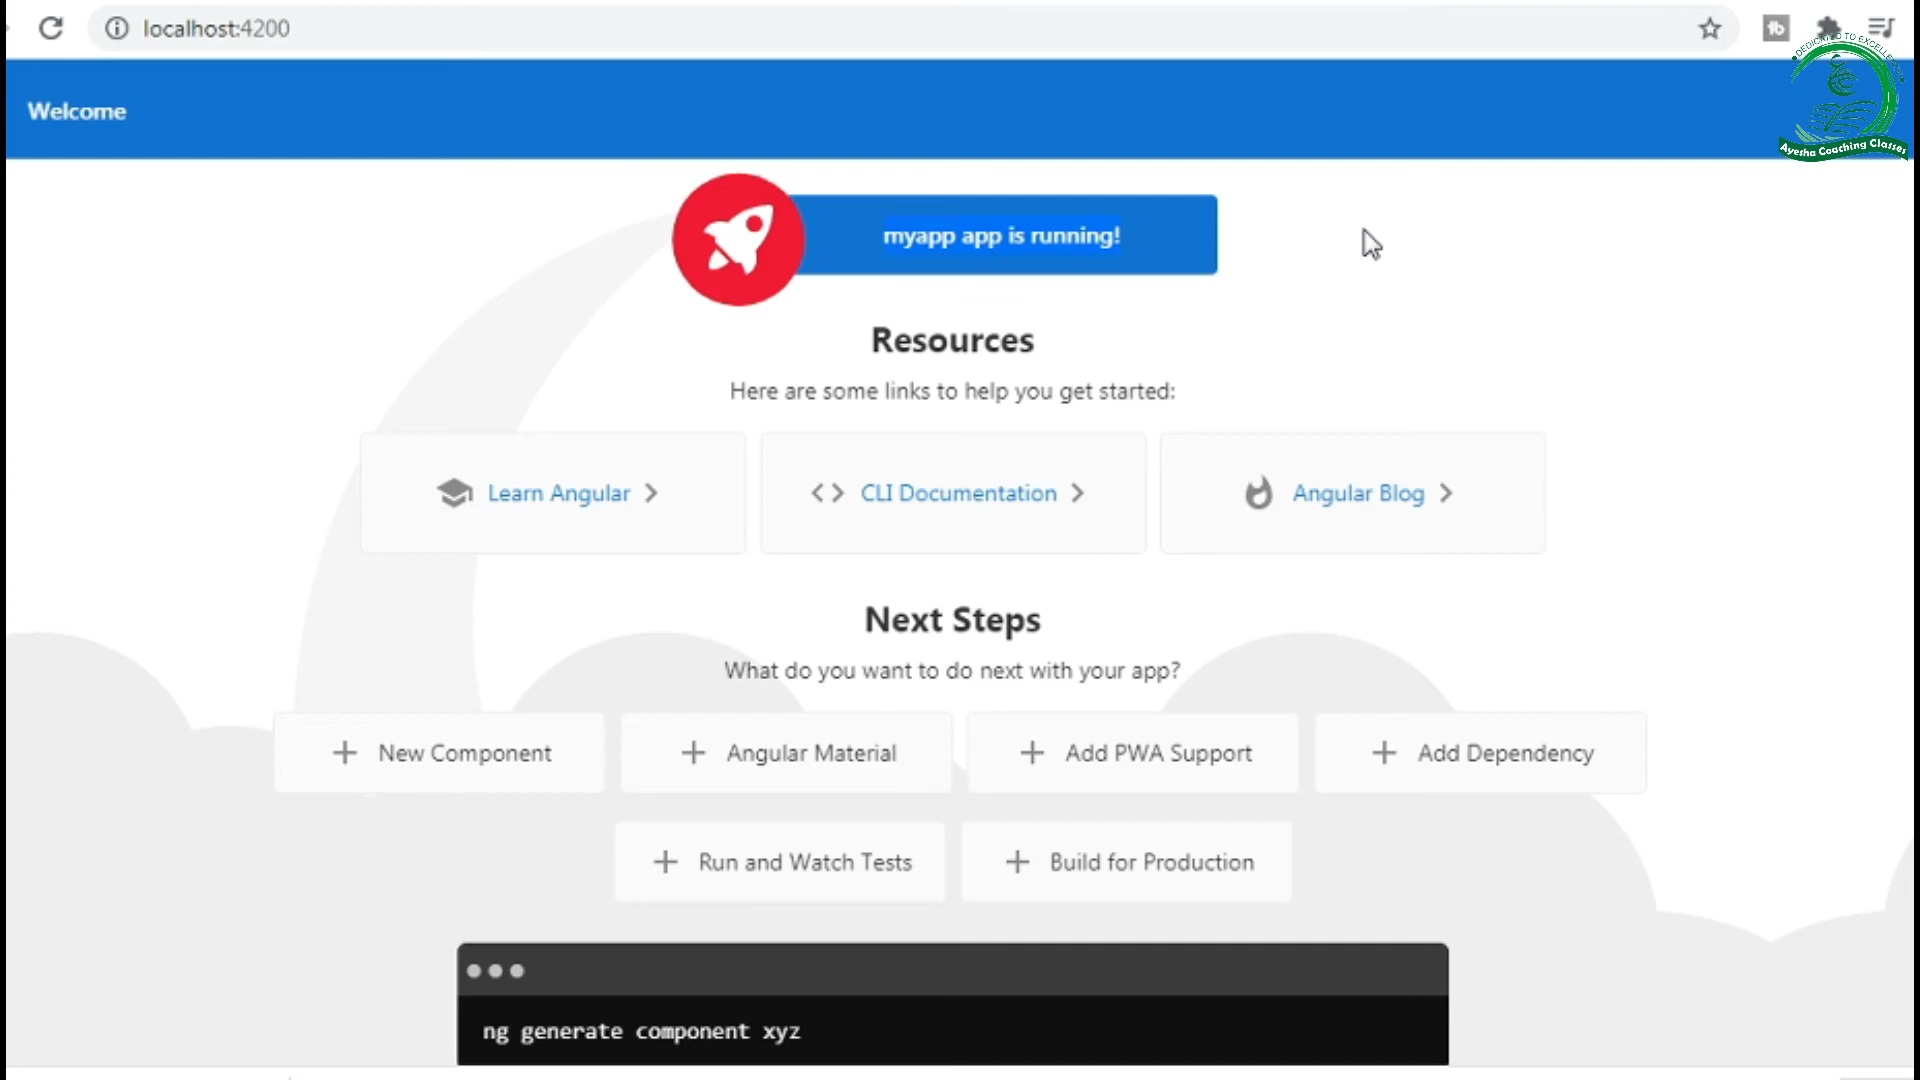 localhost:4200
DEDICATED TO EXCELLENCE
Ayesha Coaching Classes
Welcome
myapp app is running!
Resources
Here are some links to help you get started:
Learn Angular
CLI Documentation
Angular Blog
Next Steps
What do you want to do next with your app?
New Component
Angular Material
Add PWA Support
Add Dependency
Run and Watch Tests
Build for Production
ng generate component xyz